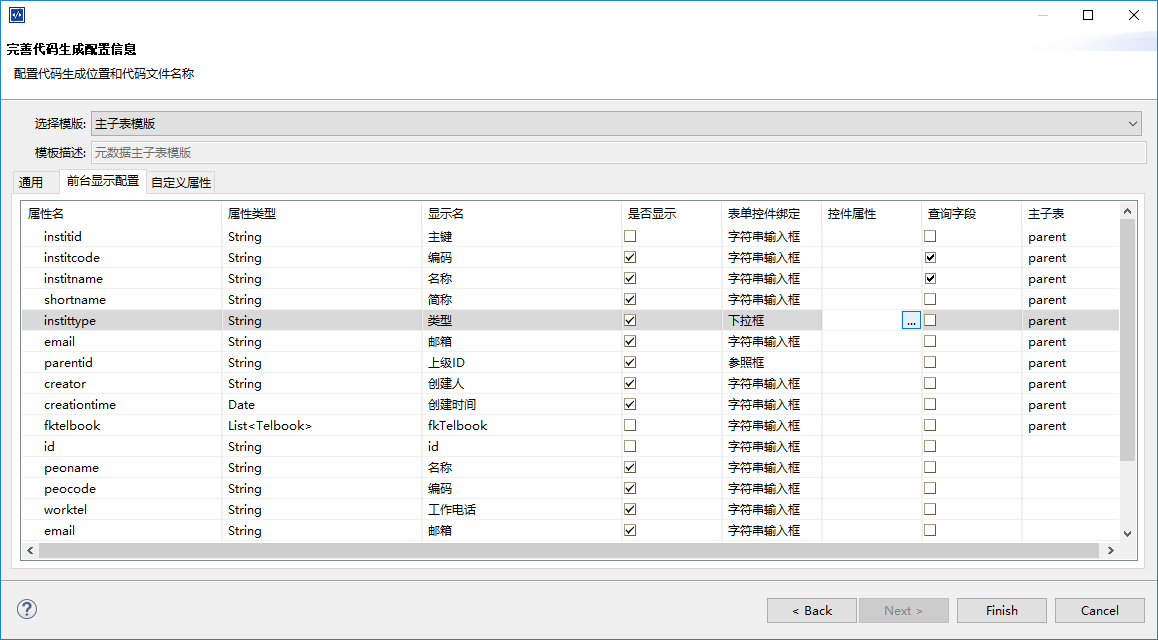 完善代码生成配置信息
配置代码生成位置和代码文件名称
选择模版: 主子表模版
模板描述: 元数据主子表模版
通用 前台显示配置 自定义属性
属性名 属性类型 显示名 是否显示 表单控件绑定 控件属性 查询字段 主子表
institid String 主键 字符串输入框 parent
institcode String 编码 字符串输入框 parent
institname String 名称 字符串输入框 parent
shortname String 简称 字符串输入框 parent
instittype String 类型 下拉框 ... parent
email String 邮箱 字符串输入框 parent
parentid String 上级ID 参照框 parent
creator String 创建人 字符串输入框 parent
creationtime Date 创建时间 字符串输入框 parent
fktelbook List<Telbook> fkTelbook 字符串输入框 parent
id String id 字符串输入框
peoname String 名称 字符串输入框
peocode String 编码 字符串输入框
worktel String 工作电话 字符串输入框
email String 邮箱 字符串输入框
< Back Next > Finish Cancel